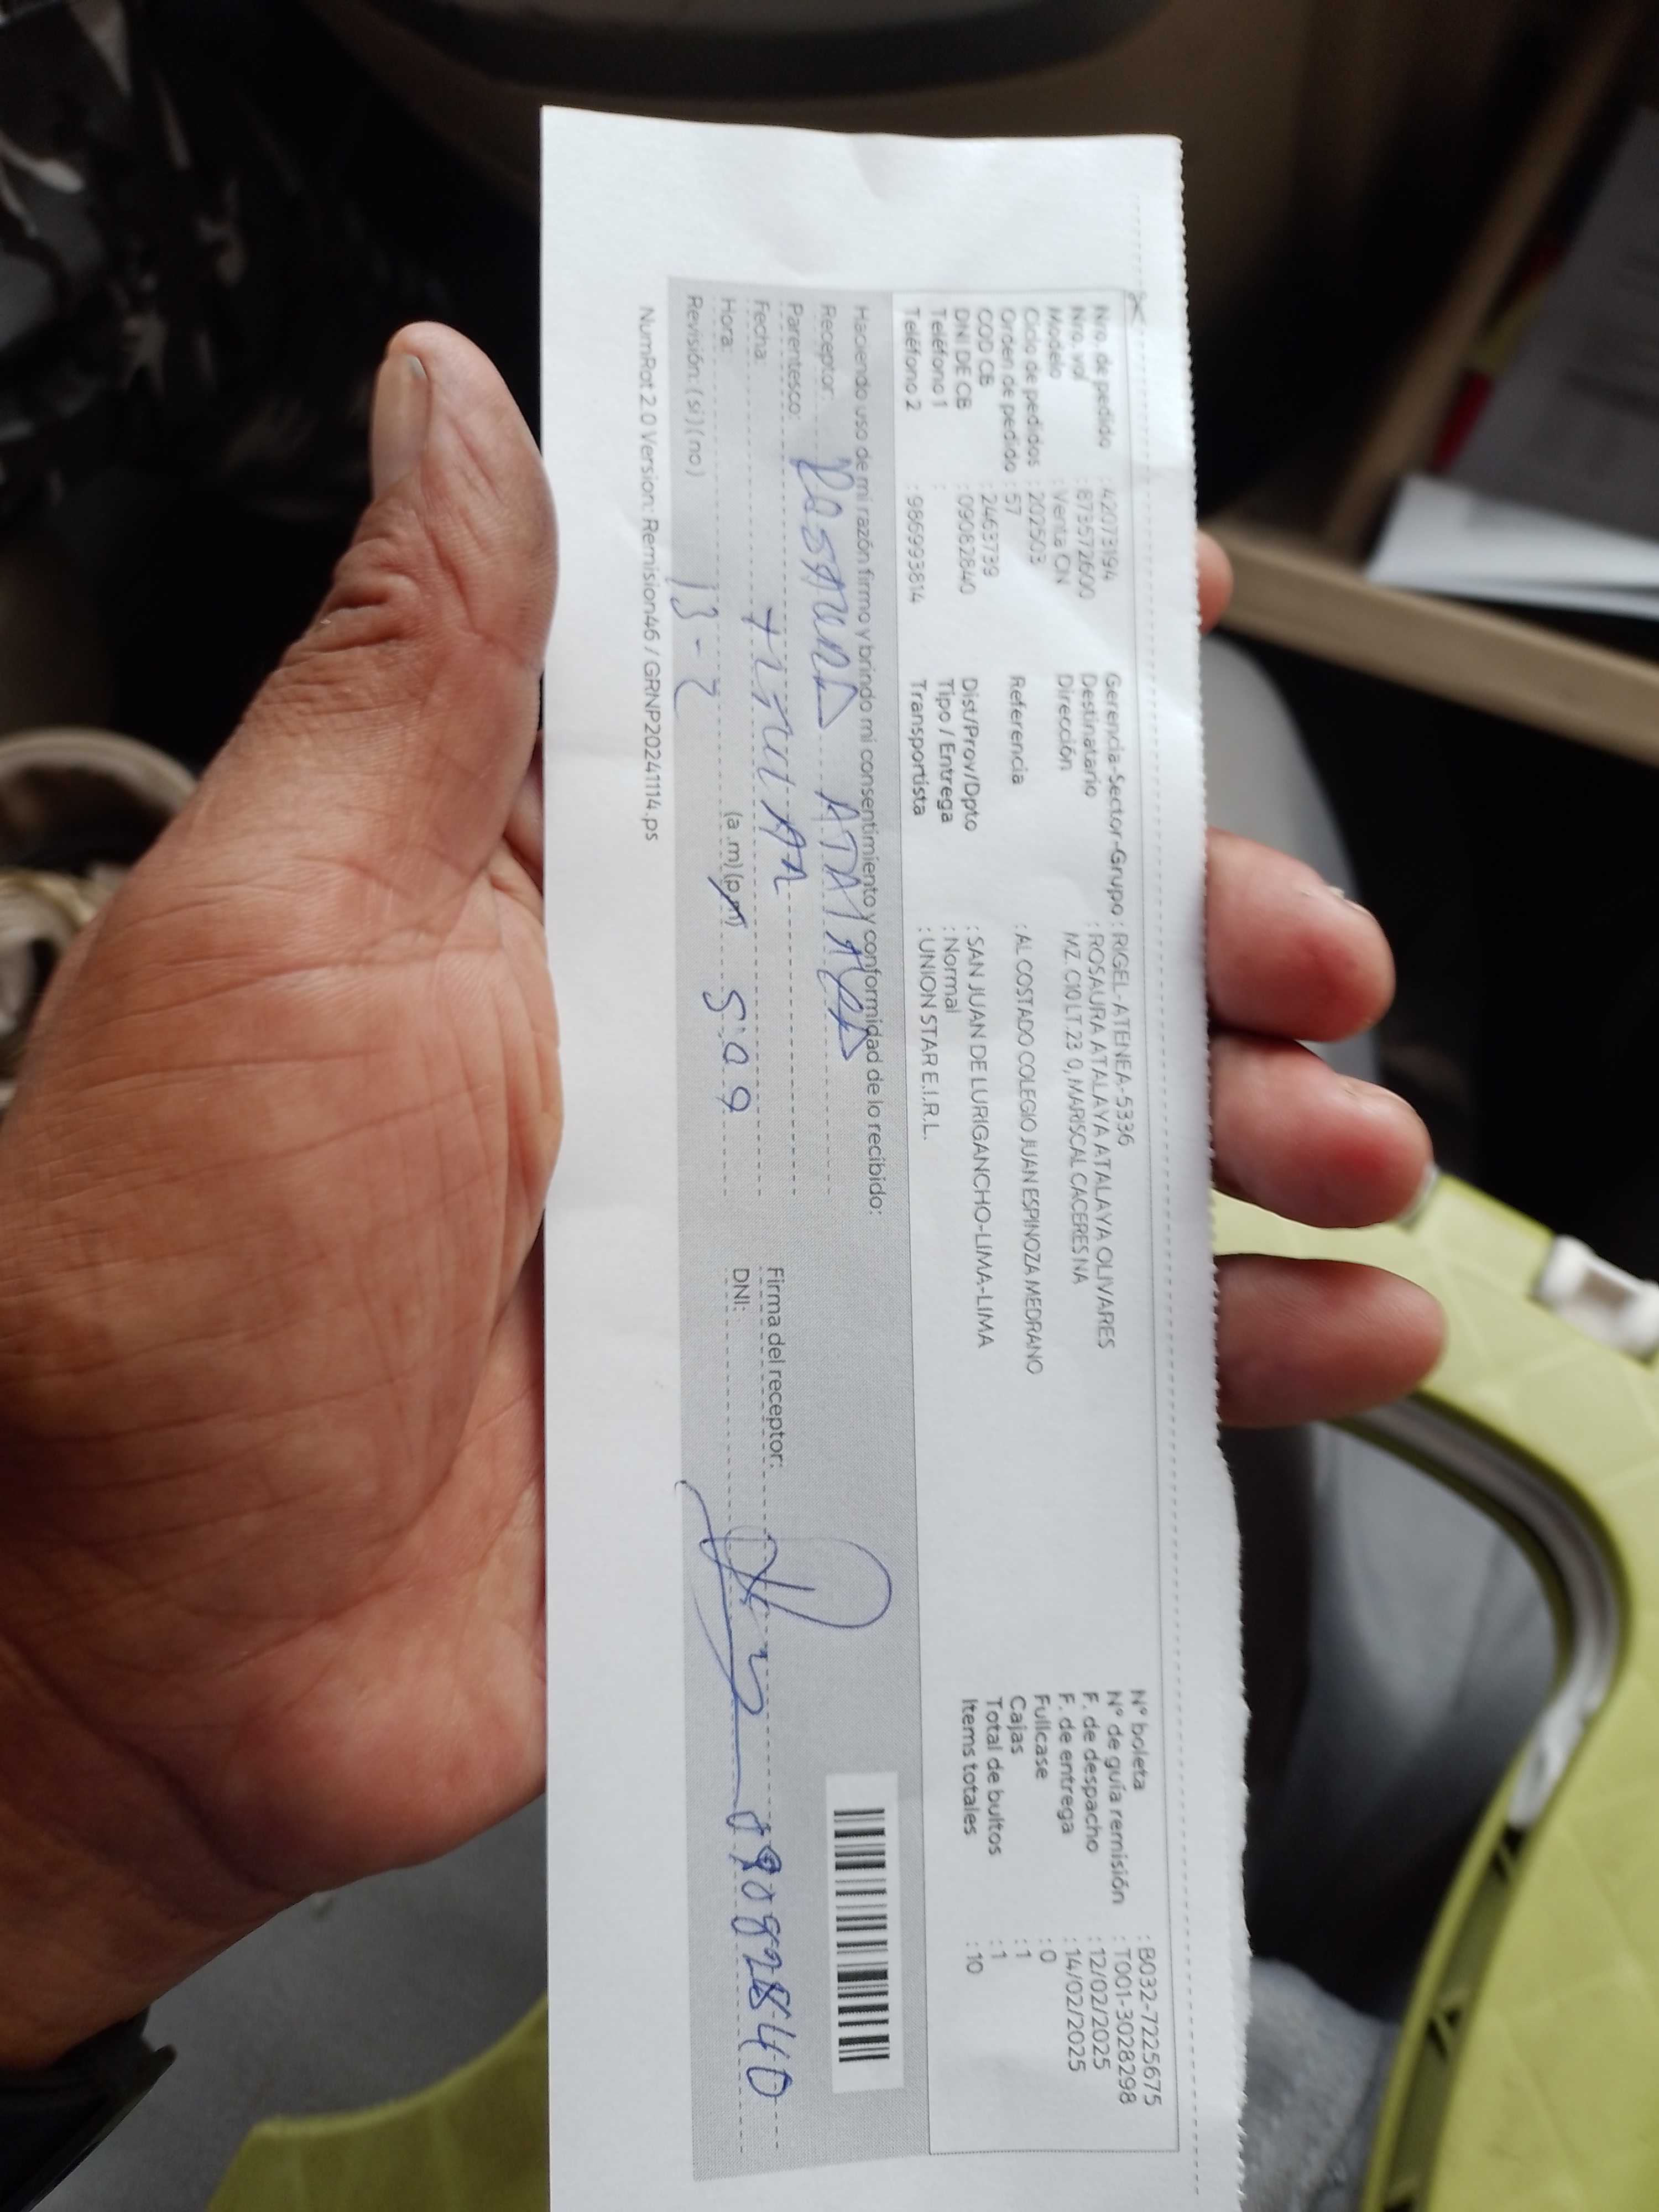 Nro. de pedido : 42073194
Nro. val : 873572600
Modelo : Venta ON
Ciclo de pedidos : 202503
Orden de pedido : 57
COD CB : 2463739
DNI DE CB : 09082840
Teléfono 1 :
Teléfono 2 : 986993814
Gerencia-Sector-Grupo : RIGEL-ATENEA-5336
Destinatario : ROSAURA ATALAYA ATALAYA OLIVARES
Dirección MZ. C10 LT.23 0, MARISCAL CACERES NA
Referencia : AL COSTADO COLEGIO JUAN ESPINOZA MEDRANO
Dist/Prov/Dpto : SAN JUAN DE LURIGANCHO-LIMA-LIMA
Tipo / Entrega : Normal
Transportista : UNION STAR E.I.R.L.
N° boleta : B032-7225675
N° de guía remisión : T001-3028298
F. de despacho : 12/02/2025
F. de entrega : 14/02/2025
Fullcase : 0
Cajas : 1
Total de bultos : 1
Items totales : 10
Haciendo uso de mi razón firmo y brindo mi consentimiento y conformidad de lo recibido:
Receptor: ROSAURA ATALAYA
Parentesco: titular
Fecha:
Hora: (a.m)(p.m) 5:09
Revisión: (si)(no) 13-2
Firma del receptor:
DNI: 09082840
NumRot 2.0 Version: Remision46 / GRNP20241114.ps